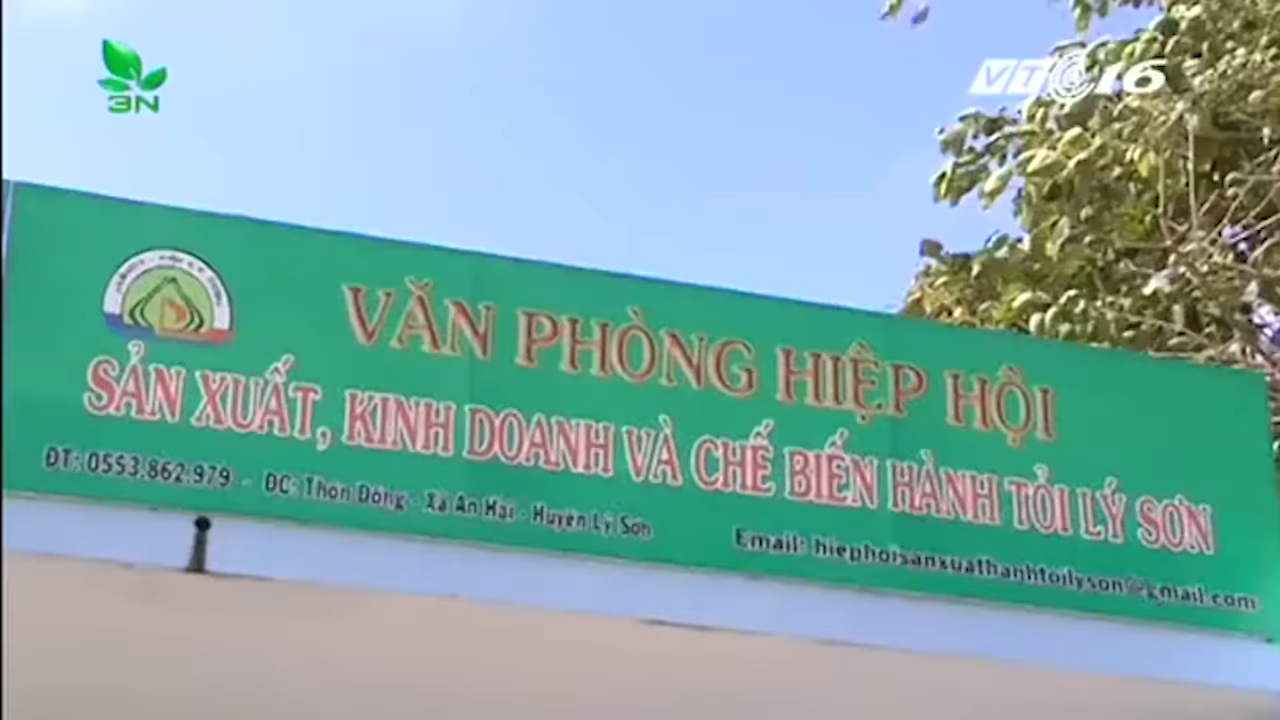 3N
VTC16
VĂN PHÒNG HIỆP HỘI
SẢN XUẤT, KINH DOANH VÀ CHẾ BIẾN HÀNH TỎI LÝ SƠN
ĐT: 0553.862.979 - ĐC: Thôn Đông - Xã An Hải - Huyện Lý Sơn
Email: hiephoisanxuathanhtoilyson@gmail.com